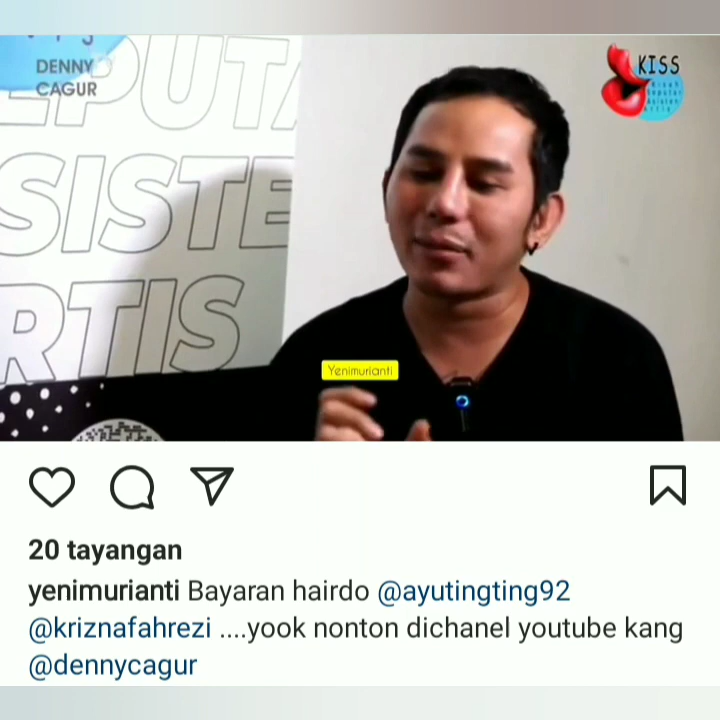 DENNY
CAGUR
EPUTA
SISTE
RTIS
KISS
Yenimurianti
20 tayangan
yenimurianti Bayaran hairdo @ayutingting92
@kriznafahrezi ....yook nonton dichanel youtube kang
@dennycagur